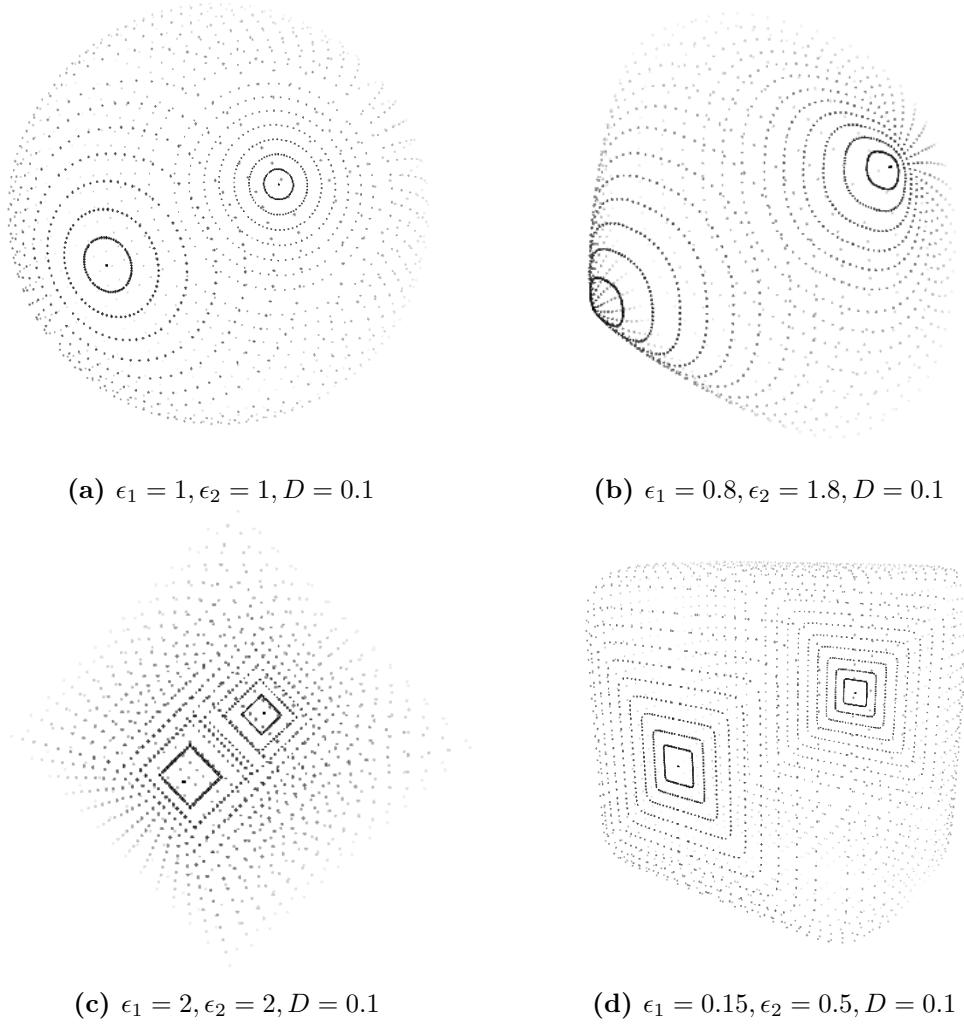 (a) ϵ₁ = 1, ϵ₂ = 1, D = 0.1
(b) ϵ₁ = 0.8, ϵ₂ = 1.8, D = 0.1
(c) ϵ₁ = 2, ϵ₂ = 2, D = 0.1
(d) ϵ₁ = 0.15, ϵ₂ = 0.5, D = 0.1